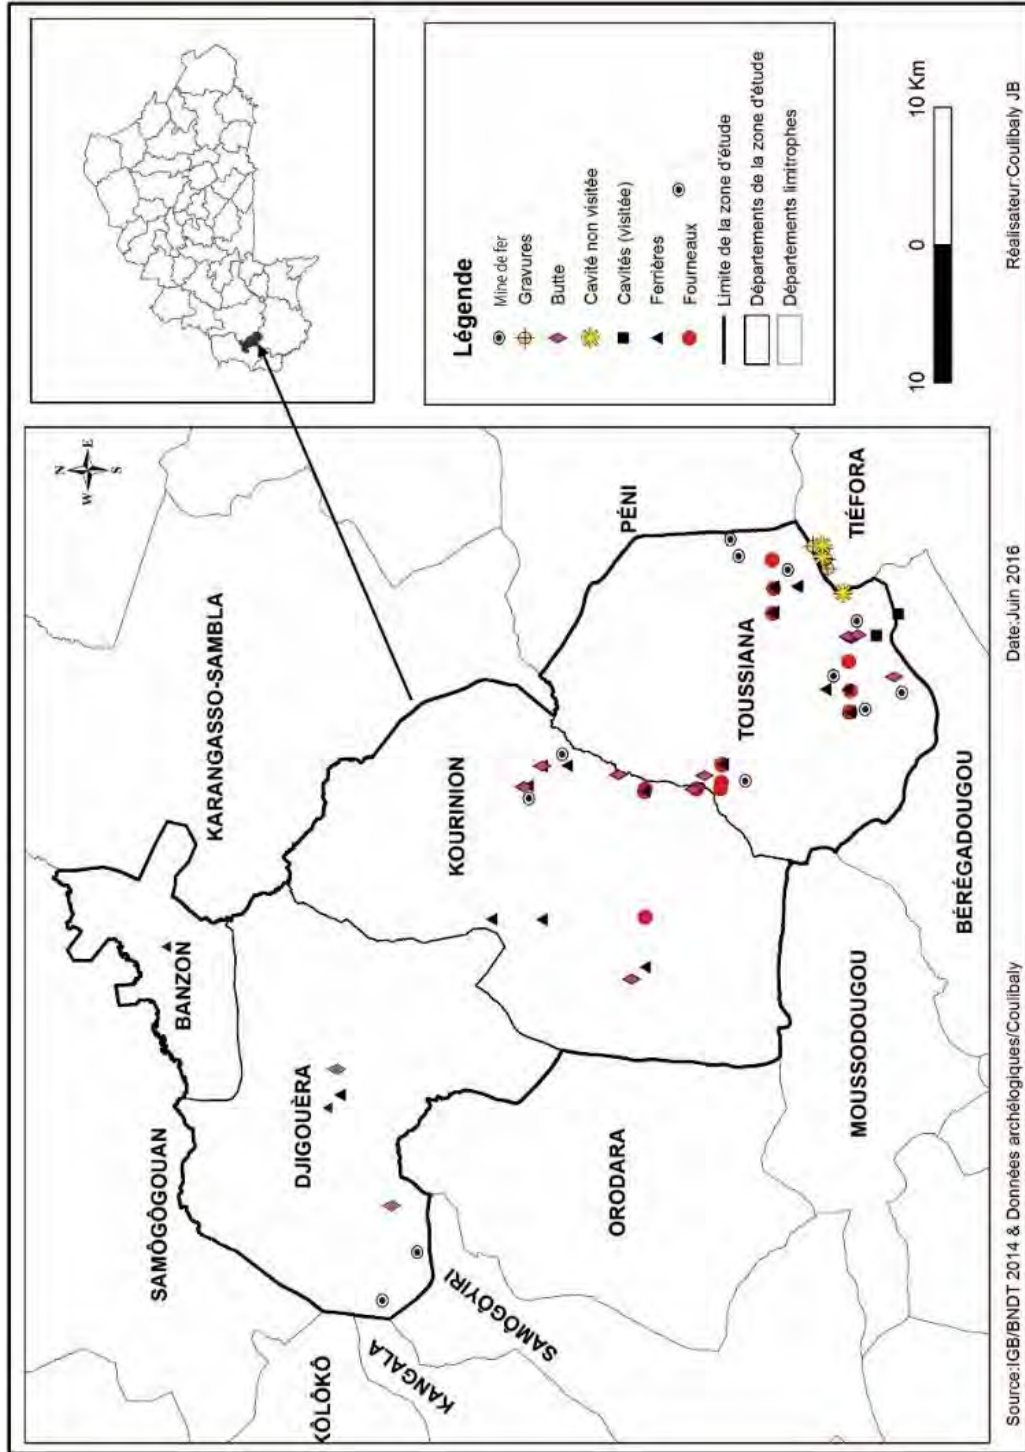 N
W
E
S
SAMÔGÔGOUAN
BANZON
KARANGASSO-SAMBLA
KÔLÔKÔ
DJIGOUÈRA
KANGALA
SAMÔGÔYIRI
KOURINION
ORODARA
PÉNI
TOUSSIANA
MOUSSODOUGOU
TIÉFORA
BÉRÉGADOUGOU
Légende
Mine de fer
Gravures
Butte
Cavité non visitée
Cavités (visitée)
Ferrières
Fourneaux
Limite de la zone d'étude
Départements de la zone d'étude
Départements limitrophes
10 0 10 Km
Source:IGB/BNDT 2014 & Données archélogiques/Coulibaly
Date:Juin 2016
Réalisateur:Coulibaly JB